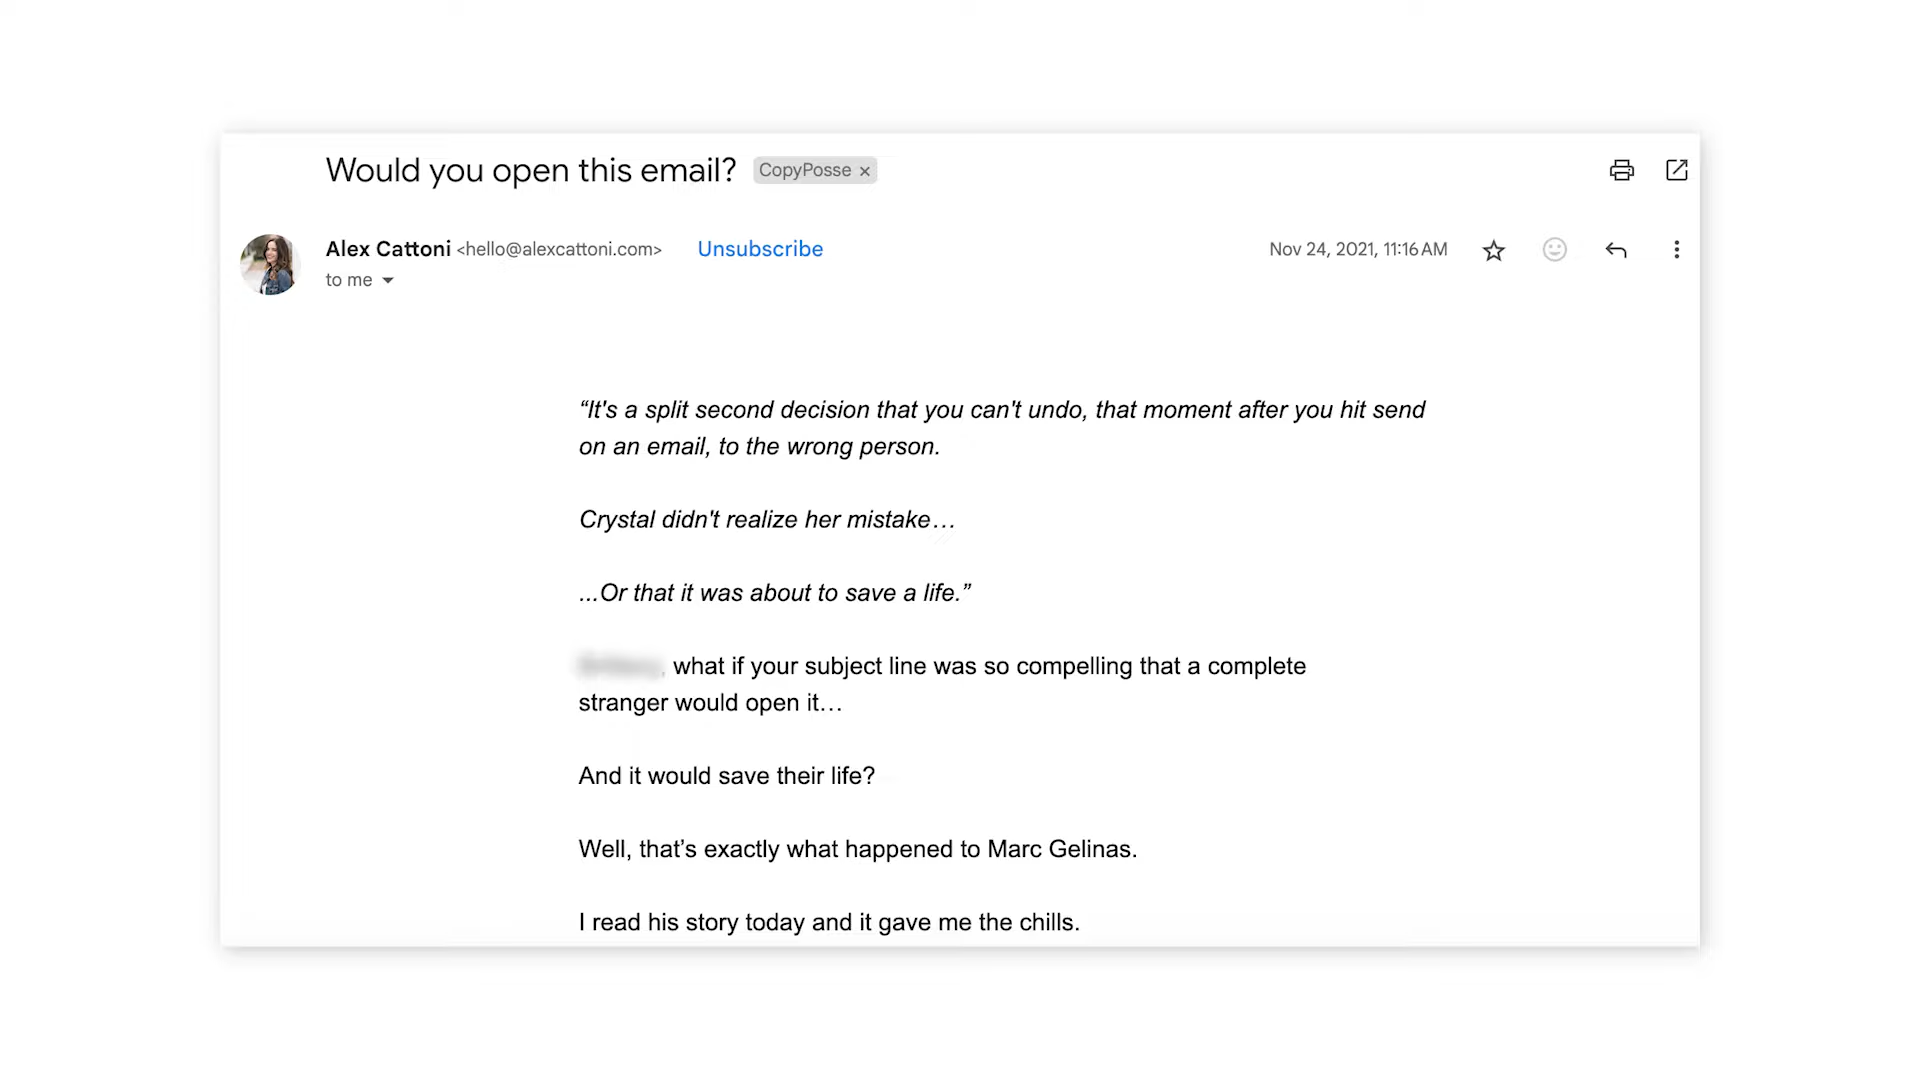 Would you open this email? CopyPosse ×
Alex Cattoni <hello@alexcattoni.com> Unsubscribe Nov 24, 2021, 11:16 AM
to me
“It's a split second decision that you can't undo, that moment after you hit send
on an email, to the wrong person.
Crystal didn't realize her mistake…
...Or that it was about to save a life.”
, what if your subject line was so compelling that a complete
stranger would open it…
And it would save their life?
Well, that’s exactly what happened to Marc Gelinas.
I read his story today and it gave me the chills.